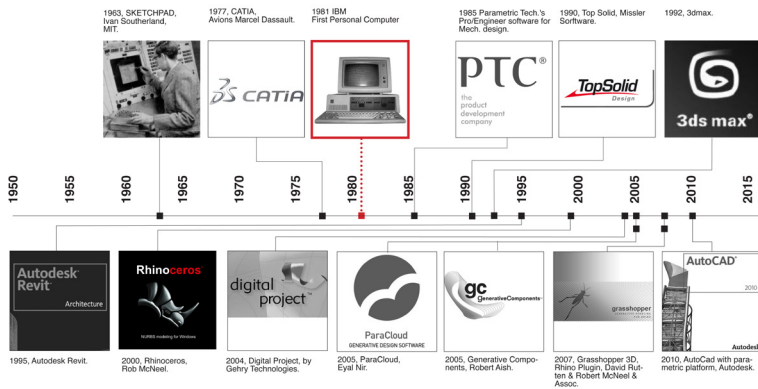 1963, SKETCHPAD,
Ivan Southerland,
MIT.
1977, CATIA,
Avions Marcel Dassault.
1981 IBM
First Personal Computer
1985 Parametric Tech.'s
Pro/Engineer software for
Mech. design.
1990, Top Solid, Missler
Sorftware.
1992, 3dmax.
3DS CATIA
PTC®
the
product
development
company
TopSolid
Design
3ds max®
1950
1955
1960
1965
1970
1975
1980
1985
1990
1995
2000
2005
2010
2015
Autodesk®
Revit®
Architecture
Rhinoceros
NURBS modeling for Windows
digital
project™
ParaCloud
GENERATIVE DESIGN SOFTWARE
gc
GenerativeComponents™
grasshopper
AutoCAD®
2010
Autodesk
1995, Autodesk Revit.
2000, Rhinoceros,
Rob McNeel.
2004, Digital Project, by
Gehry Technologies.
2005, ParaCloud,
Eyal Nir.
2005, Generative Compo-
nents, Robert Aish.
2007, Grasshopper 3D,
Rhino Plugin, David Rut-
ten & Robert McNeel &
Assoc.
2010, AutoCad with para-
metric platform, Autodesk.